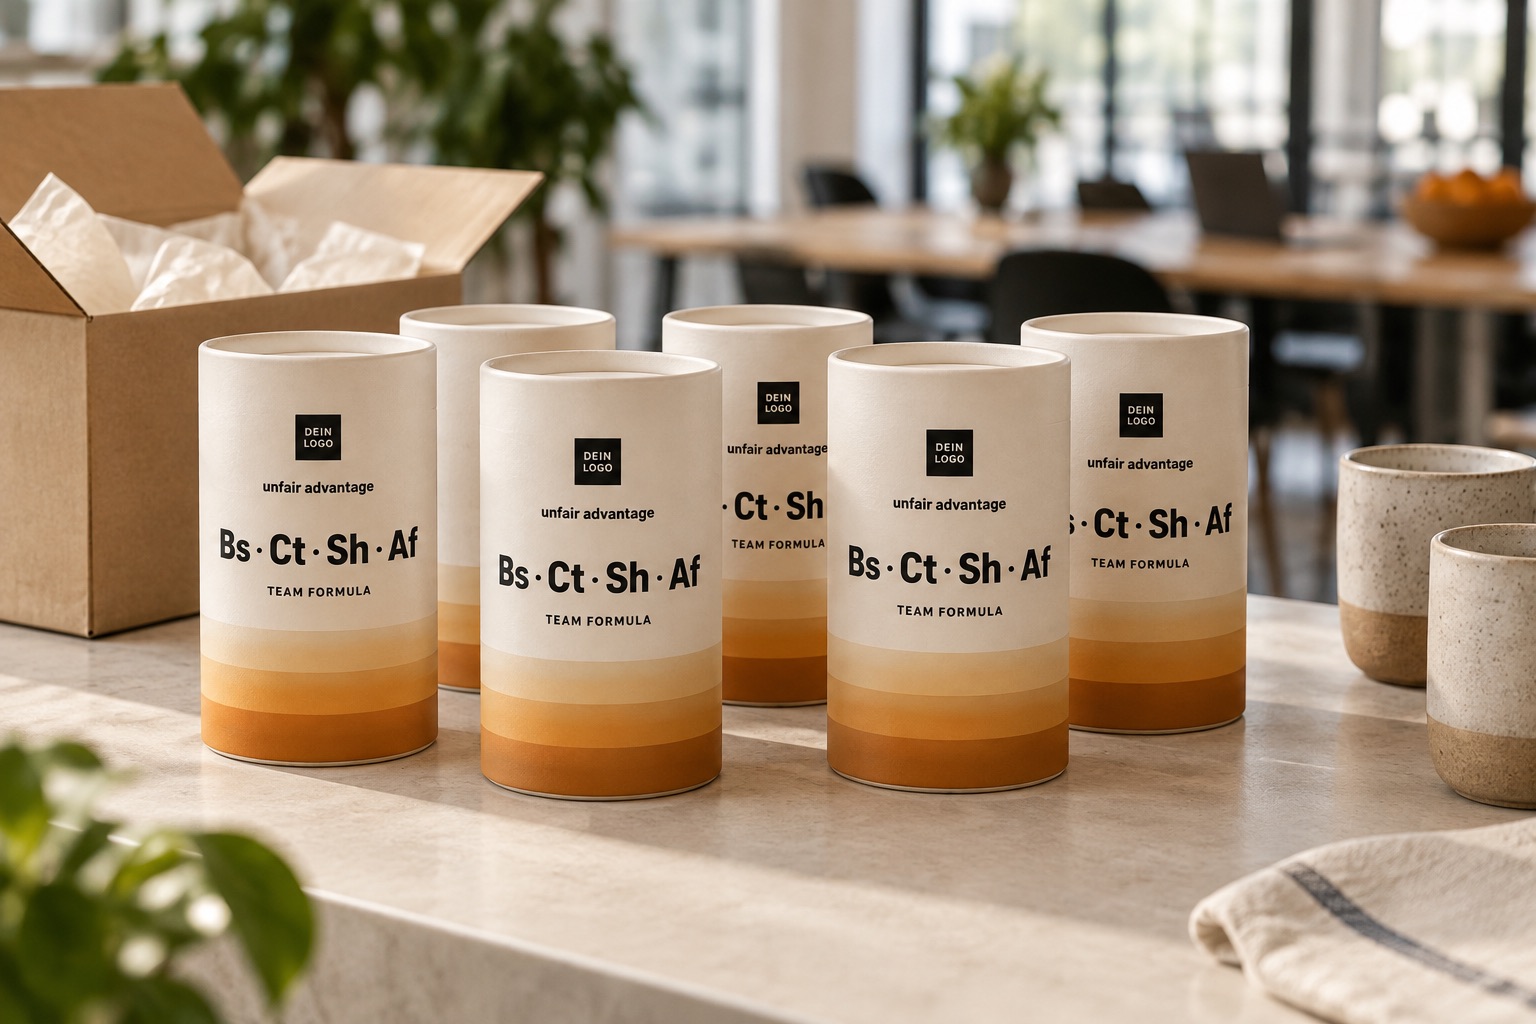 DEIN
LOGO
unfair advantage
Bs · Ct · Sh · Af
TEAM FORMULA
DEIN
LOGO
unfair advantage
Bs · Ct · Sh · Af
TEAM FORMULA
DEIN
LOGO
unfair advantage
· Ct · Sh
TEAM FORMULA
DEIN
LOGO
unfair advantage
Bs · Ct · Sh · Af
TEAM FORMULA
DEIN
LOGO
unfair advantage
s · Ct · Sh · Af
TEAM FORMULA